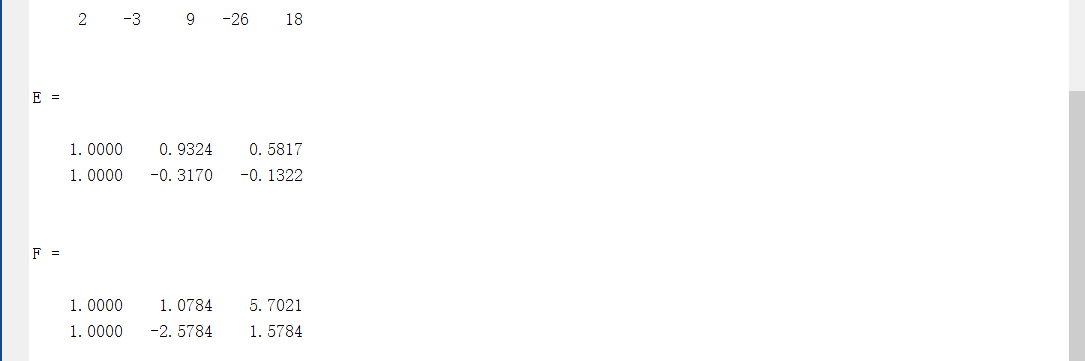 2 -3 9 -26 18
E =
1.0000 0.9324 0.5817
1.0000 -0.3170 -0.1322
F =
1.0000 1.0784 5.7021
1.0000 -2.5784 1.5784